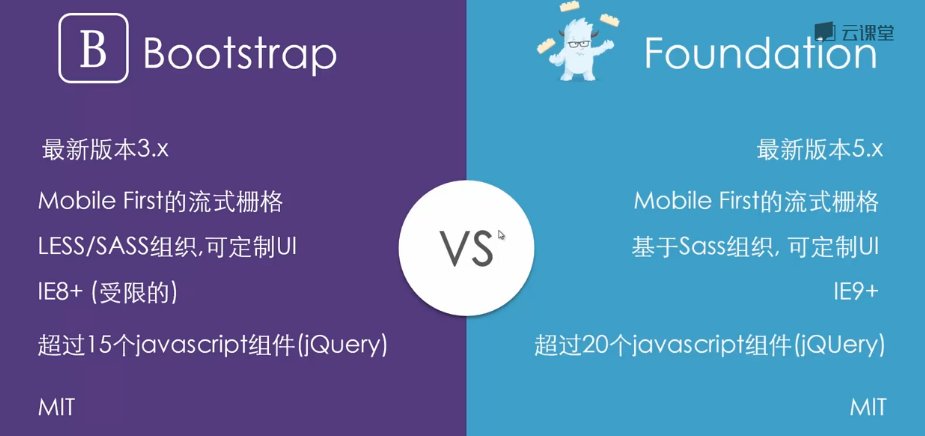 B Bootstrap
最新版本3.x
Mobile First的流式栅格
LESS/SASS组织,可定制UI
IE8+ (受限的)
超过15个javascript组件(jQuery)
MIT
VS
云课堂
Foundation
最新版本5.x
Mobile First的流式栅格
基于Sass组织, 可定制UI
IE9+
超过20个javascript组件(jQUery)
MIT